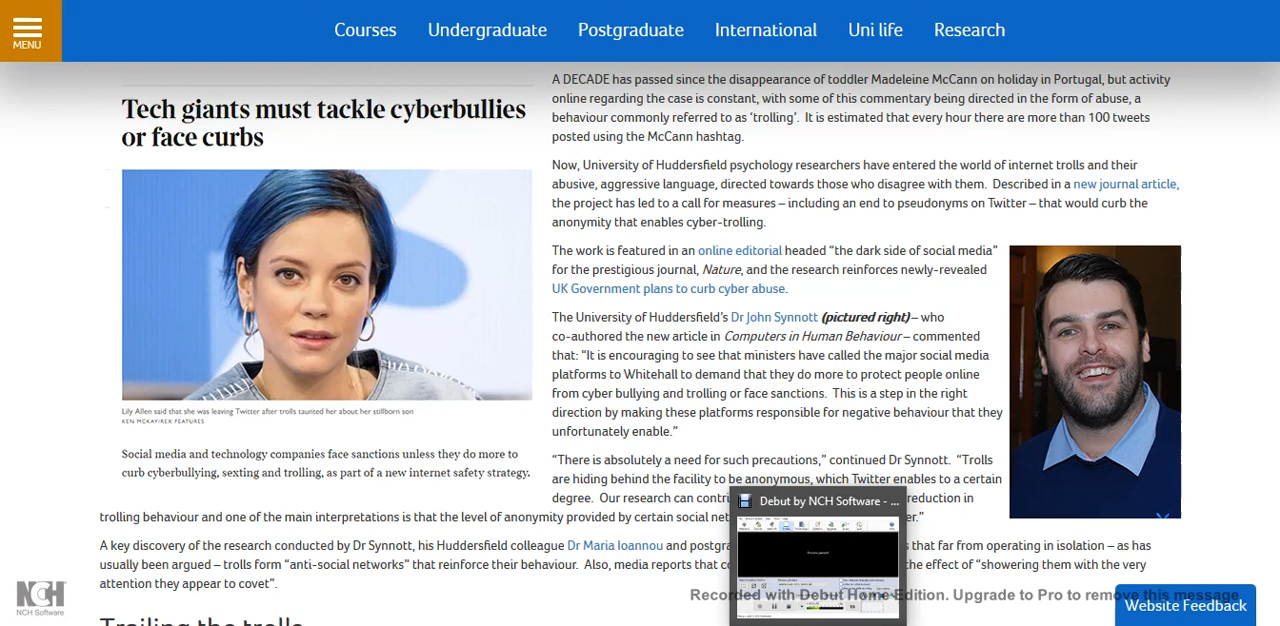 MENU
Courses Undergraduate Postgraduate International Uni life Research
Tech giants must tackle cyberbullies
or face curbs
Lily Allen said that she was leaving Twitter after trolls taunted her about her stillborn son
KEN MCKAY/REX FEATURES
Social media and technology companies face sanctions unless they do more to
curb cyberbullying, sexting and trolling, as part of a new internet safety strategy.
A DECADE has passed since the disappearance of toddler Madeleine McCann on holiday in Portugal, but activity
online regarding the case is constant, with some of this commentary being directed in the form of abuse, a
behaviour commonly referred to as ‘trolling’. It is estimated that every hour there are more than 100 tweets
posted using the McCann hashtag.
Now, University of Huddersfield psychology researchers have entered the world of internet trolls and their
abusive, aggressive language, directed towards those who disagree with them. Described in a new journal article,
the project has led to a call for measures – including an end to pseudonyms on Twitter – that would curb the
anonymity that enables cyber-trolling.
The work is featured in an online editorial headed “the dark side of social media”
for the prestigious journal, Nature, and the research reinforces newly-revealed
UK Government plans to curb cyber abuse.
The University of Huddersfield’s Dr John Synnott (pictured right) – who
co-authored the new article in Computers in Human Behaviour – commented
that: “It is encouraging to see that ministers have called the major social media
platforms to Whitehall to demand that they do more to protect people online
from cyber bullying and trolling or face sanctions. This is a step in the right
direction by making these platforms responsible for negative behaviour that they
unfortunately enable.”
“There is absolutely a need for such precautions,” continued Dr Synnott. “Trolls
are hiding behind the facility to be anonymous, which Twitter enables to a certain
degree. Our research can reduction in
trolling behaviour and one of the main interpretations is that the level of anonymity provided by certain social
A key discovery of the research conducted by Dr Synnott, his Huddersfield colleague Dr Maria Ioannou and that far from operating in isolation – as has
usually been argued – trolls form “anti-social networks” that reinforce their behaviour. Also, media reports that the effect of “showering them with the very
attention they appear to covet”.
Trailing the trolls
Debut by NCH Software - ...
NCH
NCH Software
Recorded with Debut Home Edition. Upgrade to Pro to remove this message
Website Feedback